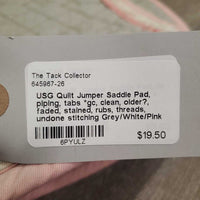 The Tack Collector
645967-26
USG Quilt Jumper Saddle Pad,
piping, tabs *gc, clean, older?,
faded, stained, rubs, threads,
undone stitching Grey/White/Pink
$19.50
6PYULZ